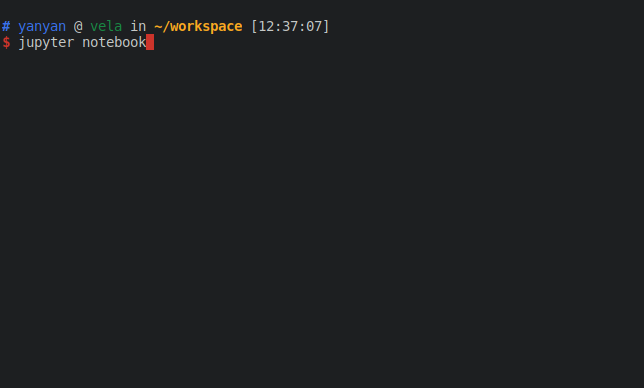 # yanyan @ vela in ~/workspace [12:37:07]
$ jupyter notebook